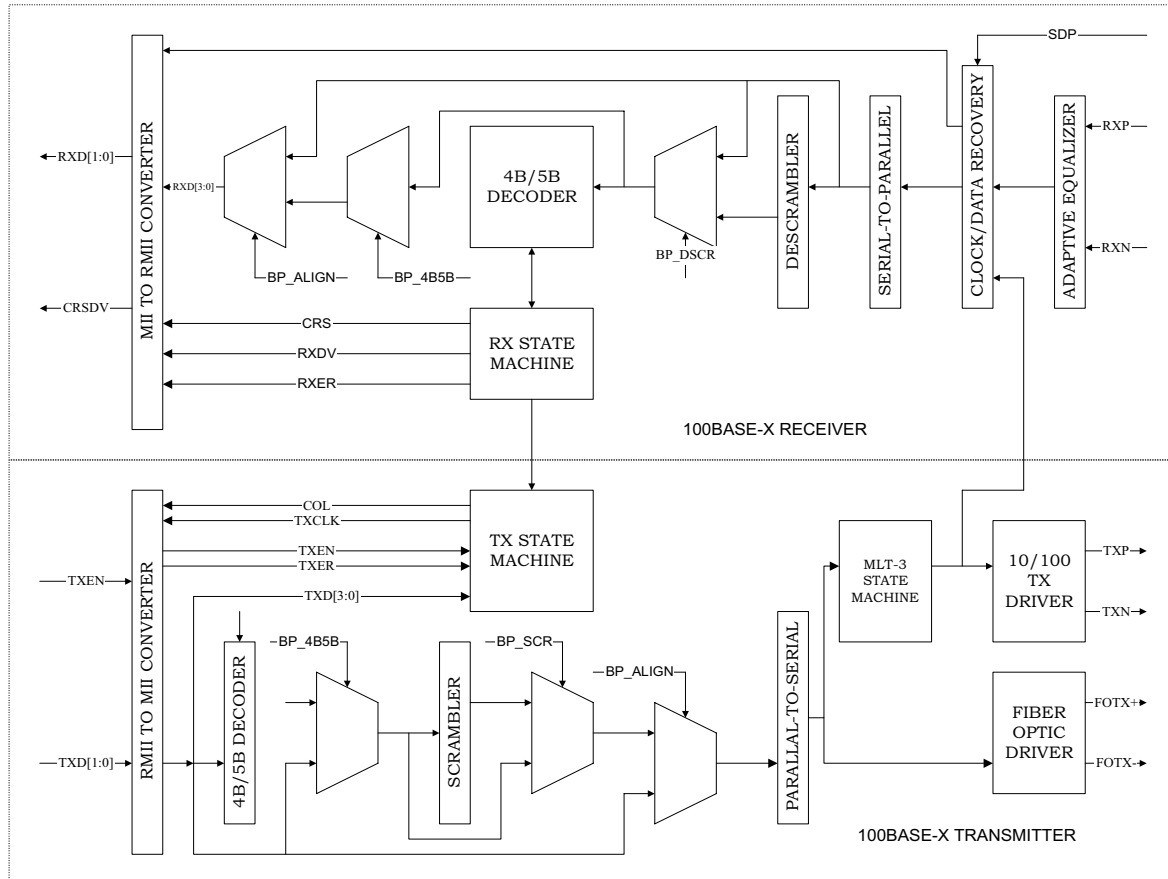 SDP
MII TO RMII CONVERTER
RXD[1:0]
CRSDV
RXD[3:0]
BP_ALIGN
BP_4B5B
4B/5B
DECODER
BP_DSCR
DESCRAMBLER
SERIAL-TO-PARALLEL
CLOCK/DATA RECOVERY
ADAPTIVE EQUALIZER
RXP
RXN
CRS
RXDV
RXER
RX STATE
MACHINE
100BASE-X RECEIVER
RMII TO MII CONVERTER
TXEN
TXD[1:0]
COL
TXCLK
TXEN
TXER
TXD[3:0]
TX STATE
MACHINE
4B/5B DECODER
BP_4B5B
SCRAMBLER
BP_SCR
BP_ALIGN
PARALLAL-TO-SERIAL
MLT-3
STATE
MACHINE
10/100
TX
DRIVER
TXP
TXN
FIBER
OPTIC
DRIVER
FOTX+
FOTX-
100BASE-X TRANSMITTER